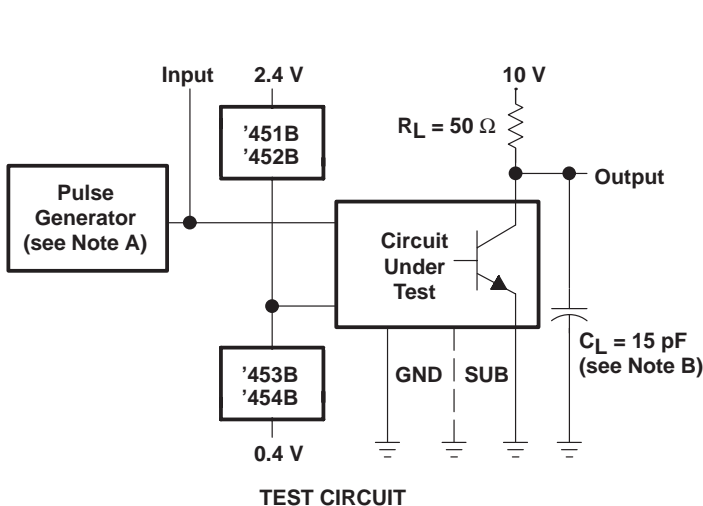 Input
2.4 V
10 V
'451B
'452B
RL = 50 Ω
Pulse
Generator
(see Note A)
Output
Circuit
Under
Test
CL = 15 pF
(see Note B)
'453B
'454B
GND
SUB
0.4 V
TEST CIRCUIT